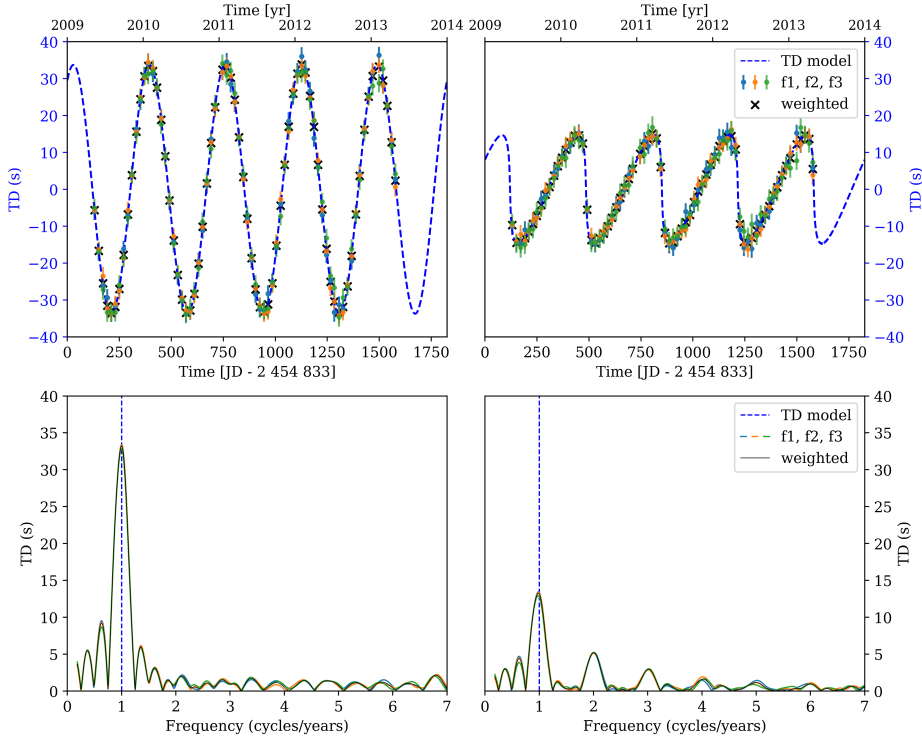 Time [yr] Time [yr]
2009 2010 2011 2012 2013 2014 2009 2010 2011 2012 2013 2014
40 40
30 TD model 30
f1, f2, f3
20 weighted 20
10 10
TD (s) 0 0 TD (s)
−10 −10
−20 −20
−30 −30
−40 −40
0 250 500 750 1000 1250 1500 1750 0 250 500 750 1000 1250 1500 1750
Time [JD - 2 454 833] Time [JD - 2 454 833]
40 40
TD model
35 f1, f2, f3 35
weighted
30 30
25 25
TD (s) 20 20 TD (s)
15 15
10 10
5 5
0 0
0 1 2 3 4 5 6 7 0 1 2 3 4 5 6 7
Frequency (cycles/years) Frequency (cycles/years)